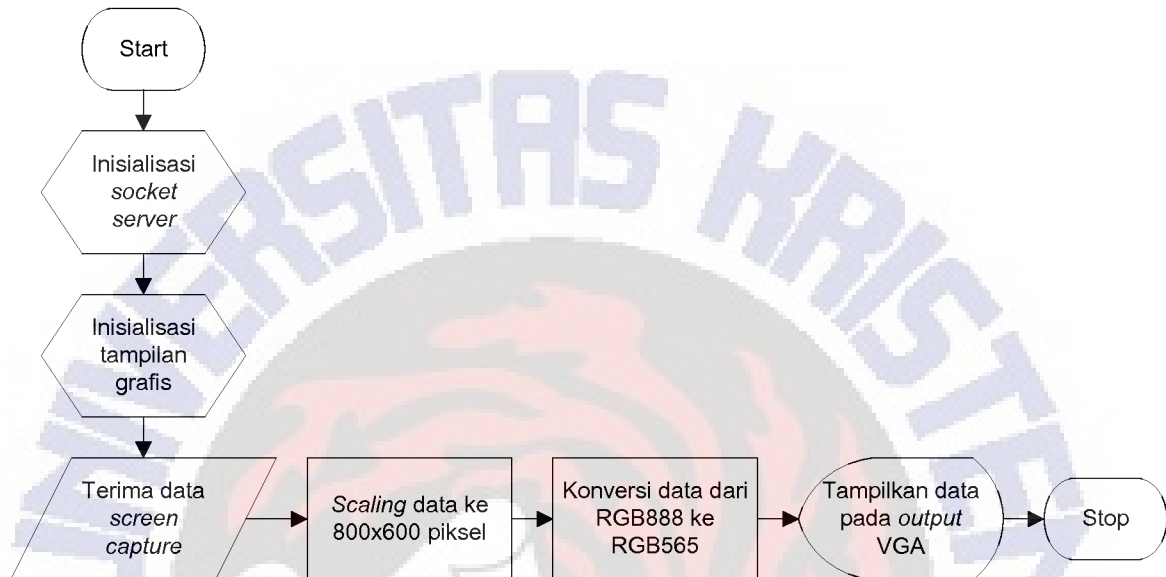 Start
Inisialisasi
socket
server
Inisialisasi
tampilan
grafis
Terima data
screen
capture
Scaling data ke
800x600 piksel
Konversi data dari
RGB888 ke
RGB565
Tampilkan data
pada output
VGA
Stop
UNIVERSITAS KRISTEN